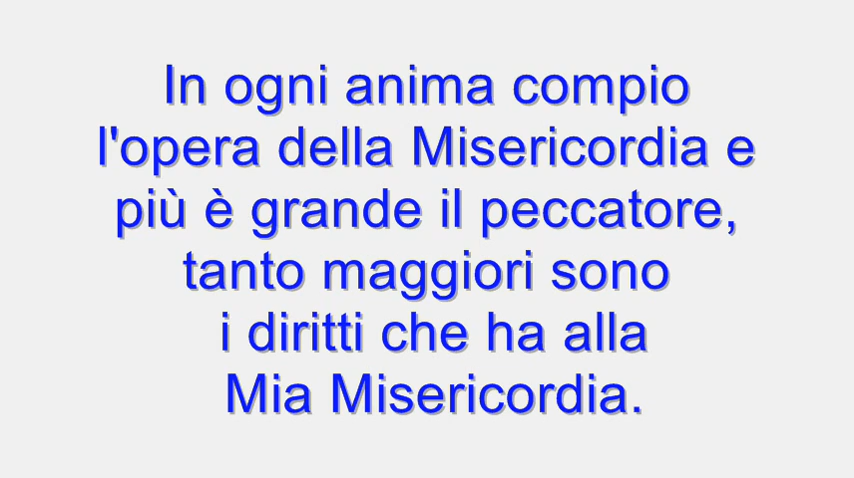 In ogni anima compio
l'opera della Misericordia e
più è grande il peccatore,
tanto maggiori sono
i diritti che ha alla
Mia Misericordia.